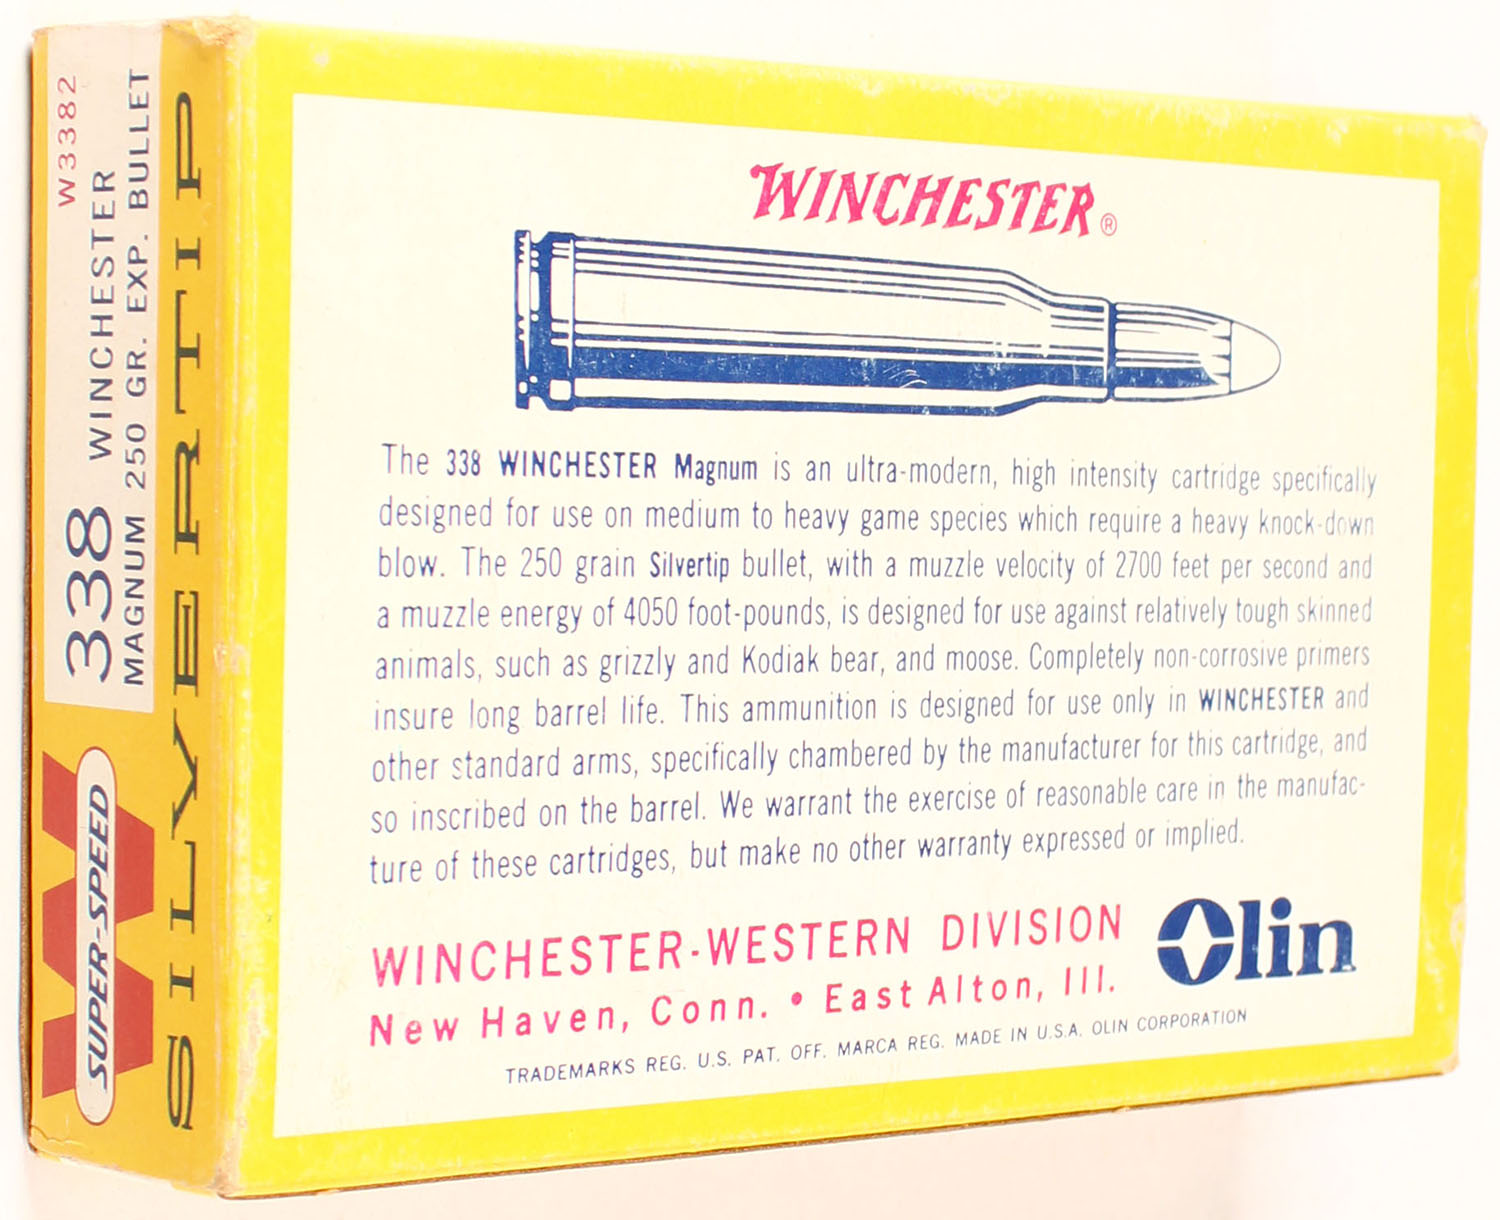 W3382
338 WINCHESTER
MAGNUM 250 GR. EXP. BULLET
W
SUPER-SPEED
SILVERTIP
WINCHESTER®
The 338 WINCHESTER Magnum is an ultra-modern, high intensity cartridge specifically
designed for use on medium to heavy game species which require a heavy knock-down
blow. The 250 grain Silvertip bullet, with a muzzle velocity of 2700 feet per second and
a muzzle energy of 4050 foot-pounds, is designed for use against relatively tough skinned
animals, such as grizzly and Kodiak bear, and moose. Completely non-corrosive primers
insure long barrel life. This ammunition is designed for use only in WINCHESTER and
other standard arms, specifically chambered by the manufacturer for this cartridge, and
so inscribed on the barrel. We warrant the exercise of reasonable care in the manufac-
ture of these cartridges, but make no other warranty expressed or implied.
WINCHESTER-WESTERN DIVISION
New Haven, Conn. • East Alton, Ill.
Olin
TRADEMARKS REG. U.S. PAT. OFF. MARCA REG. MADE IN U.S.A. OLIN CORPORATION